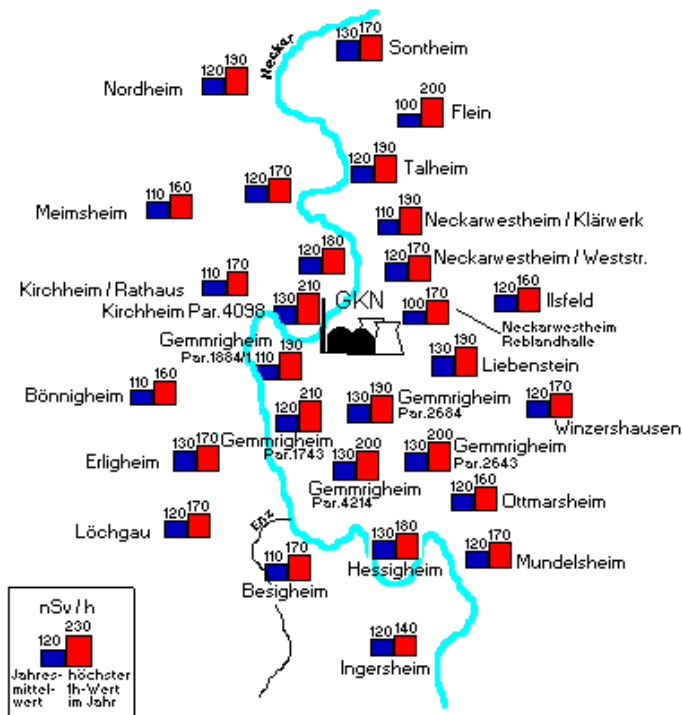 130 170
Sontheim
Neckar
120 190
Nordheim
100 200
Flein
120 190
Talheim
120 170
110 160
Meimsheim
110 190
Neckarwestheim / Klärwerk
120 180
120 170
Neckarwestheim / Weststr.
110 170
Kirchheim / Rathaus
130 210
Kirchheim Par.4098
GKN
100 170
Neckarwestheim
Reblandhalle
120 160
Ilsfeld
Gemmrigheim
Par.1884/1
110 190
130 190
Liebenstein
110 160
Bönnigheim
120 210
Gemmrigheim
Par.1743
130 190
Gemmrigheim
Par.2684
120 170
Winzershausen
130 170
Erligheim
130 200
Gemmrigheim
Par.4214
130 200
Gemmrigheim
Par.2643
120 160
Ottmarsheim
120 170
Löchgau
Enz
110 170
Besigheim
130 180
Hessigheim
120 170
Mundelsheim
120 140
Ingersheim
nSv/h
120 230
Jahres- höchster
mittel- 1h-Wert
wert im Jahr